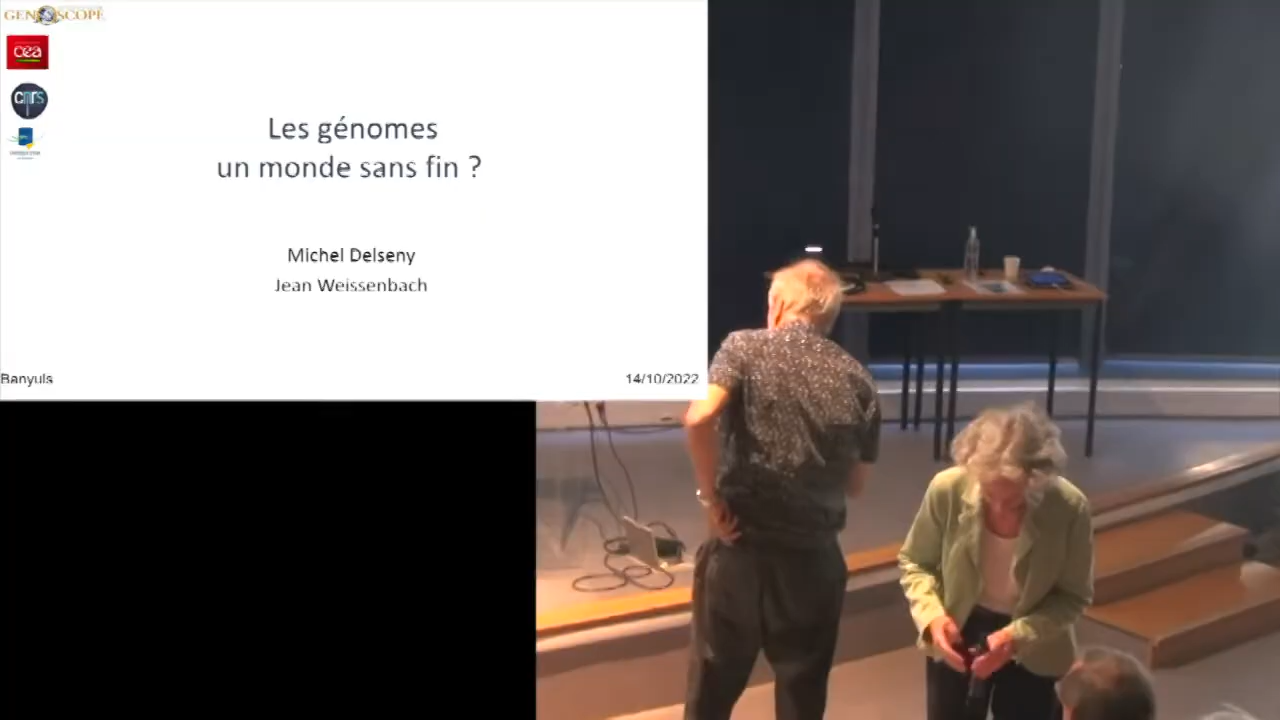 GENOSCOPE
cea
cnrs
Les génomes
un monde sans fin ?
Michel Delseny
Jean Weissenbach
Banyuls
14/10/2022